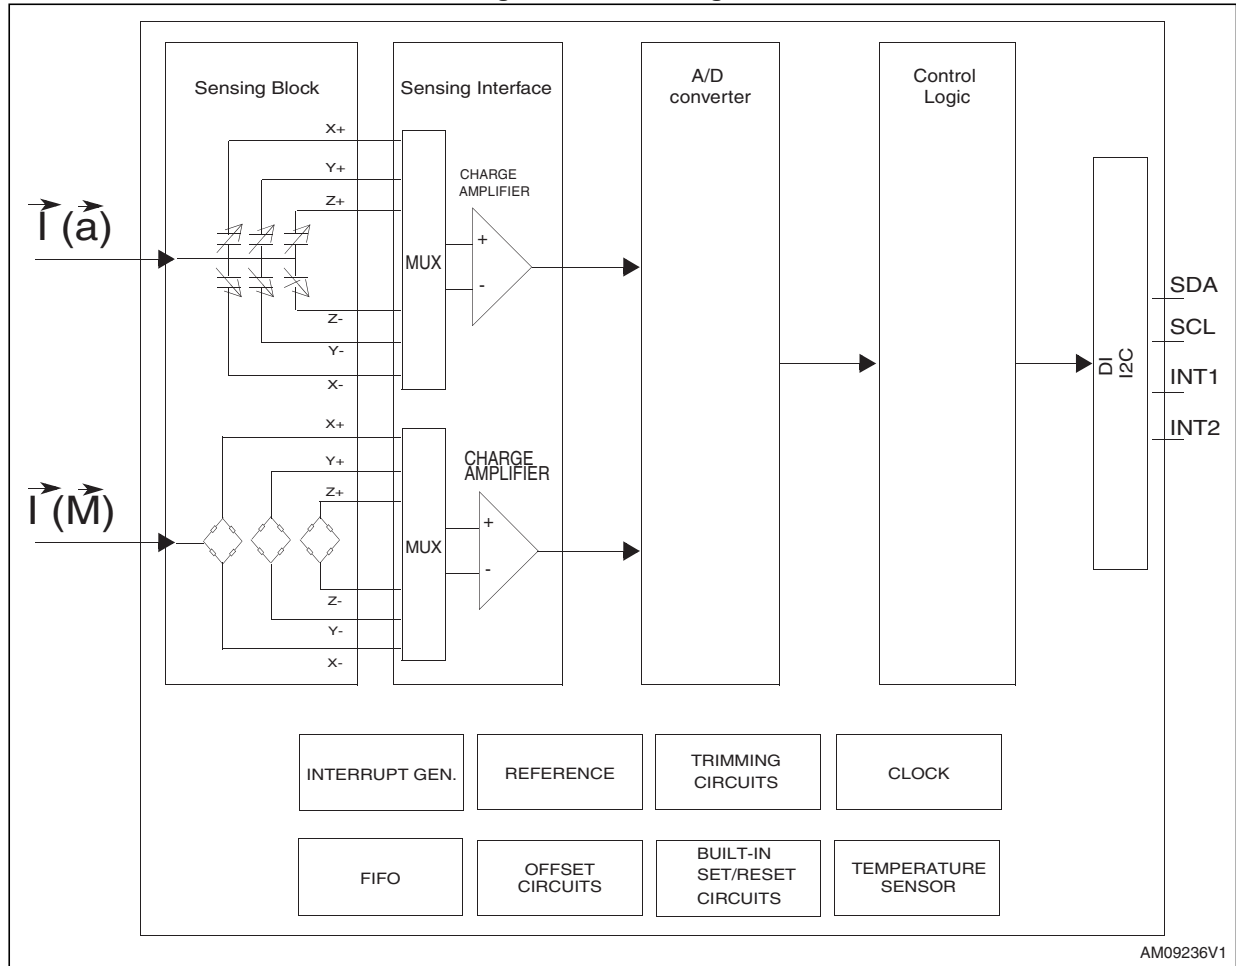 Sensing Block
Sensing Interface
A/D
converter
Control
Logic
X+
Y+
Z+
I (a)
CHARGE
AMPLIFIER
MUX
+
-
Z-
Y-
X-
X+
Y+
Z+
I (M)
CHARGE
AMPLIFIER
MUX
+
-
Z-
Y-
X-
DI
I2C
SDA
SCL
INT1
INT2
INTERRUPT GEN.
REFERENCE
TRIMMING
CIRCUITS
CLOCK
FIFO
OFFSET
CIRCUITS
BUILT-IN
SET/RESET
CIRCUITS
TEMPERATURE
SENSOR
AM09236V1